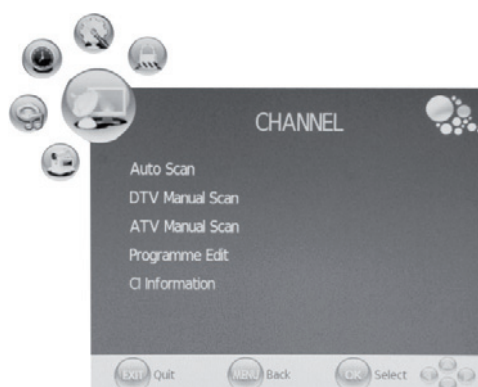 CHANNEL
Auto Scan
DTV Manual Scan
ATV Manual Scan
Programme Edit
CI Information
EXIT Quit MENU Back OK Select